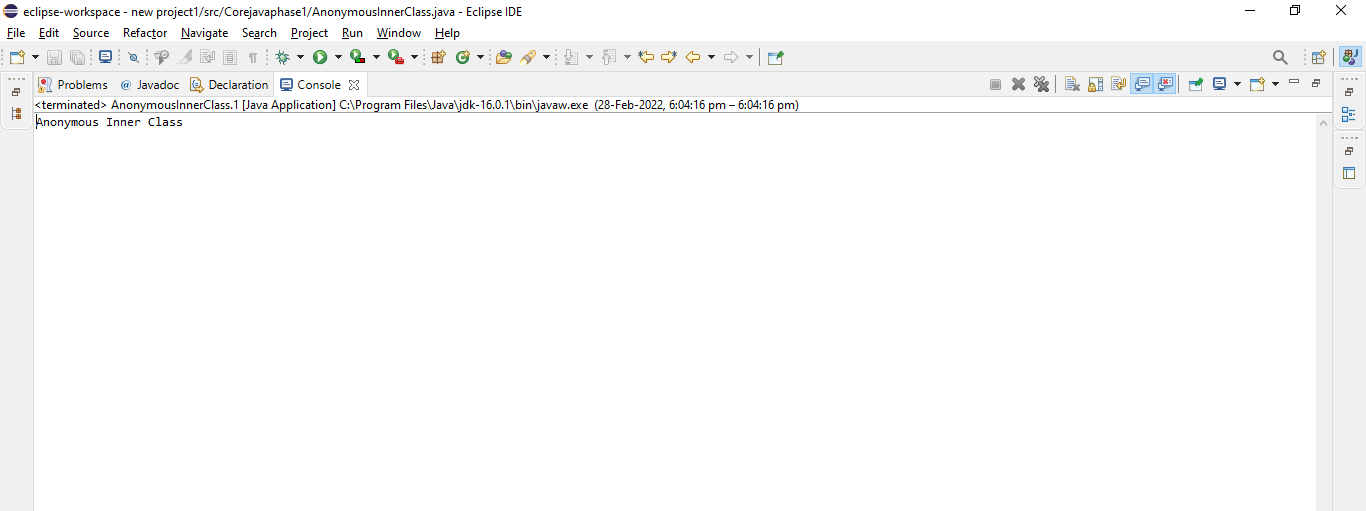 eclipse-workspace - new project1/src/Corejavaphase1/AnonymousInnerClass.java - Eclipse IDE
File Edit Source Refactor Navigate Search Project Run Window Help
Problems @ Javadoc Declaration Console
<terminated> AnonymousInnerClass.1 [Java Application] C:\Program Files\Java\jdk-16.0.1\bin\javaw.exe (28-Feb-2022, 6:04:16 pm – 6:04:16 pm)
Anonymous Inner Class